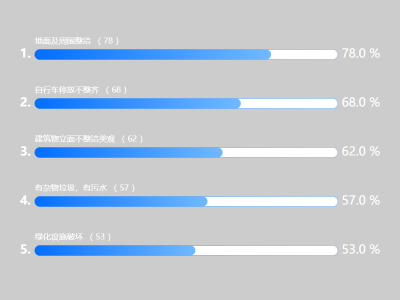 地面及周围整洁 （ 78 ）
1. 78.0 %
自行车停放不整齐 （ 68 ）
2. 68.0 %
建筑物立面不整洁美观 （ 62 ）
3. 62.0 %
有杂物垃圾，有污水 （ 57 ）
4. 57.0 %
绿化设施破坏 （ 53 ）
5. 53.0 %